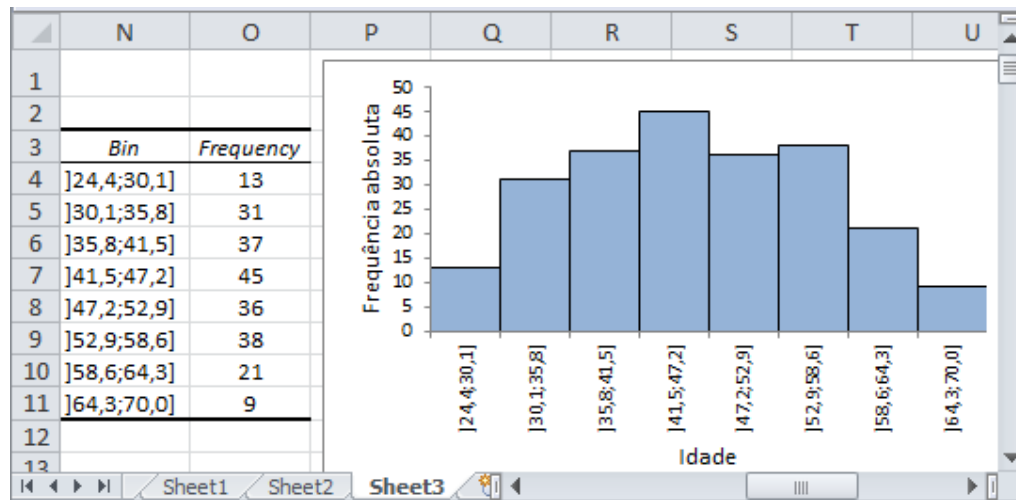 N O P Q R S T U
1
2
3 Bin Frequency
4 ]24,4;30,1] 13
5 ]30,1;35,8] 31
6 ]35,8;41,5] 37
7 ]41,5;47,2] 45
8 ]47,2;52,9] 36
9 ]52,9;58,6] 38
10 ]58,6;64,3] 21
11 ]64,3;70,0] 9
12
13
Frequência absoluta
50
45
40
35
30
25
20
15
10
5
0
]24,4;30,1]
]30,1;35,8]
]35,8;41,5]
]41,5;47,2]
]47,2;52,9]
]52,9;58,6]
]58,6;64,3]
]64,3;70,0]
Idade
Sheet1 Sheet2 Sheet3